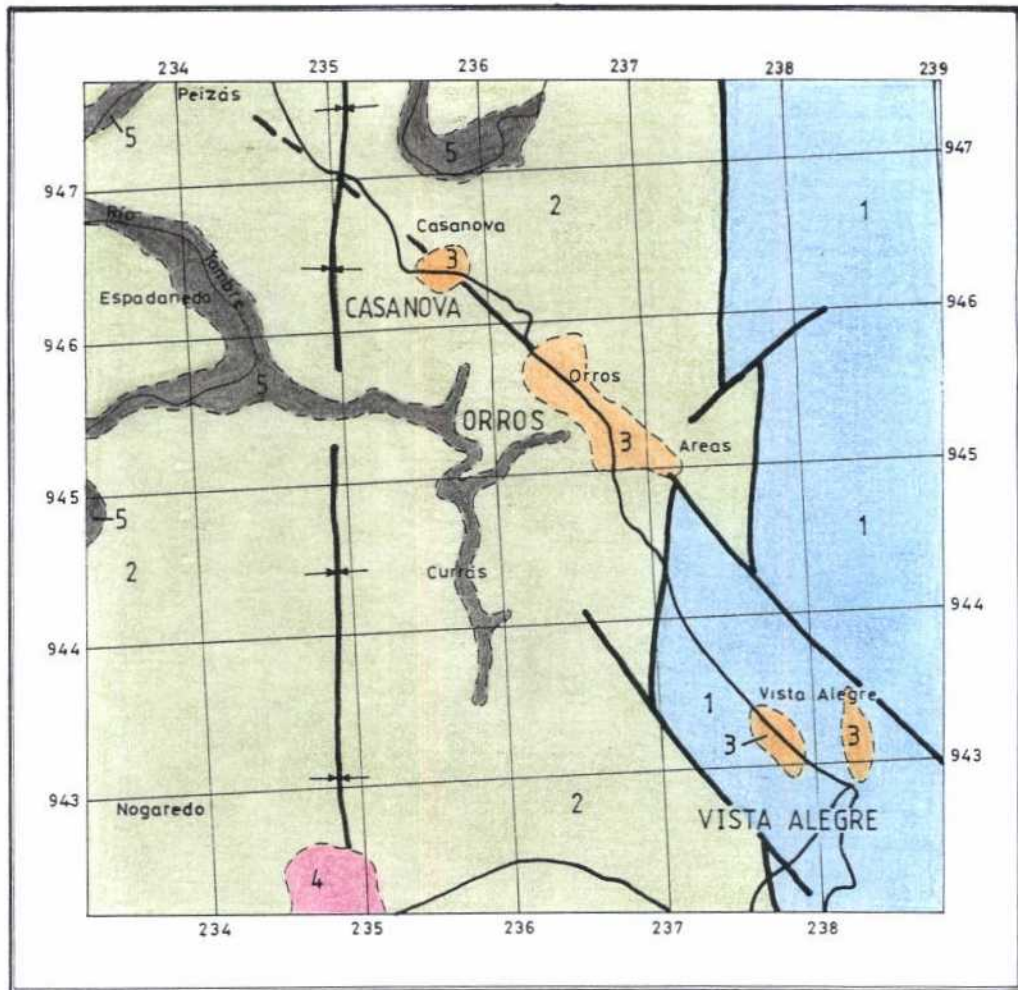 234 235 236 237 238 239
Peizás
5
5
947
947
2
1
Río
Tambre
Casanova
3
Espadanedo
CASANOVA
946
946
Orros
5
ORROS
3
Areas
945
945
1
5
2
Currás
944
944
Vista Alegre
1
3
3
943
943
Nogaredo
2
VISTA ALEGRE
4
234 235 236 237 238